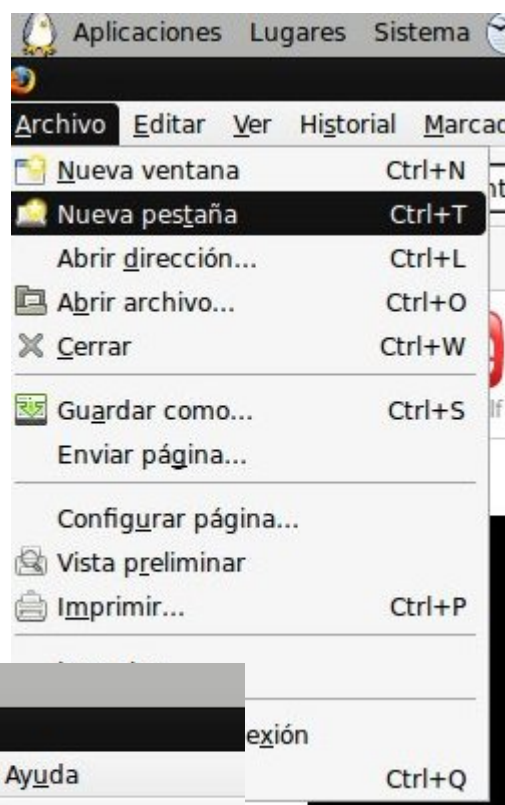 Aplicaciones Lugares Sistema
Archivo Editar Ver Historial Marcad
Nueva ventana Ctrl+N
Nueva pestaña Ctrl+T
Abrir dirección... Ctrl+L
Abrir archivo... Ctrl+O
Cerrar Ctrl+W
Guardar como... Ctrl+S
Enviar página...
Configurar página...
Vista preliminar
Imprimir... Ctrl+P
exión
Ayuda
Ctrl+Q